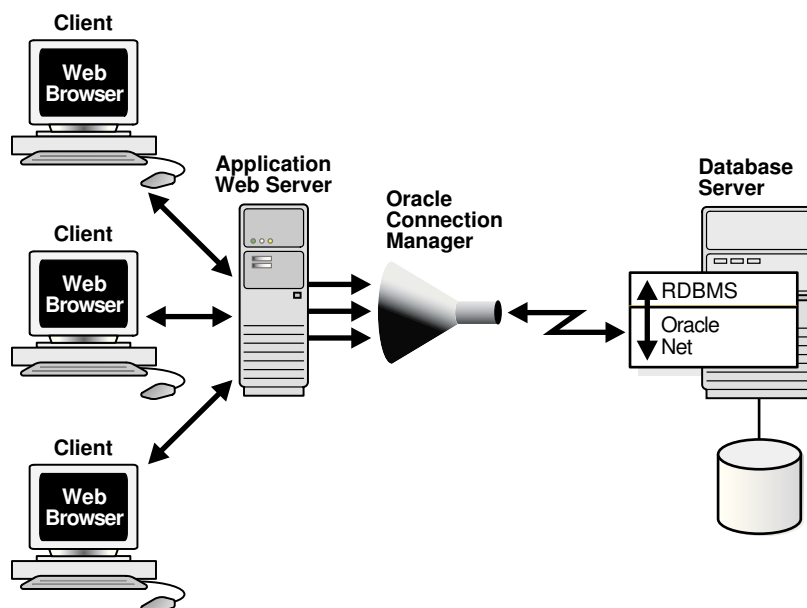 Client
Web
Browser
Application
Web Server
Oracle
Connection
Manager
Database
Server
Client
Web
Browser
RDBMS
Oracle
Net
Client
Web
Browser